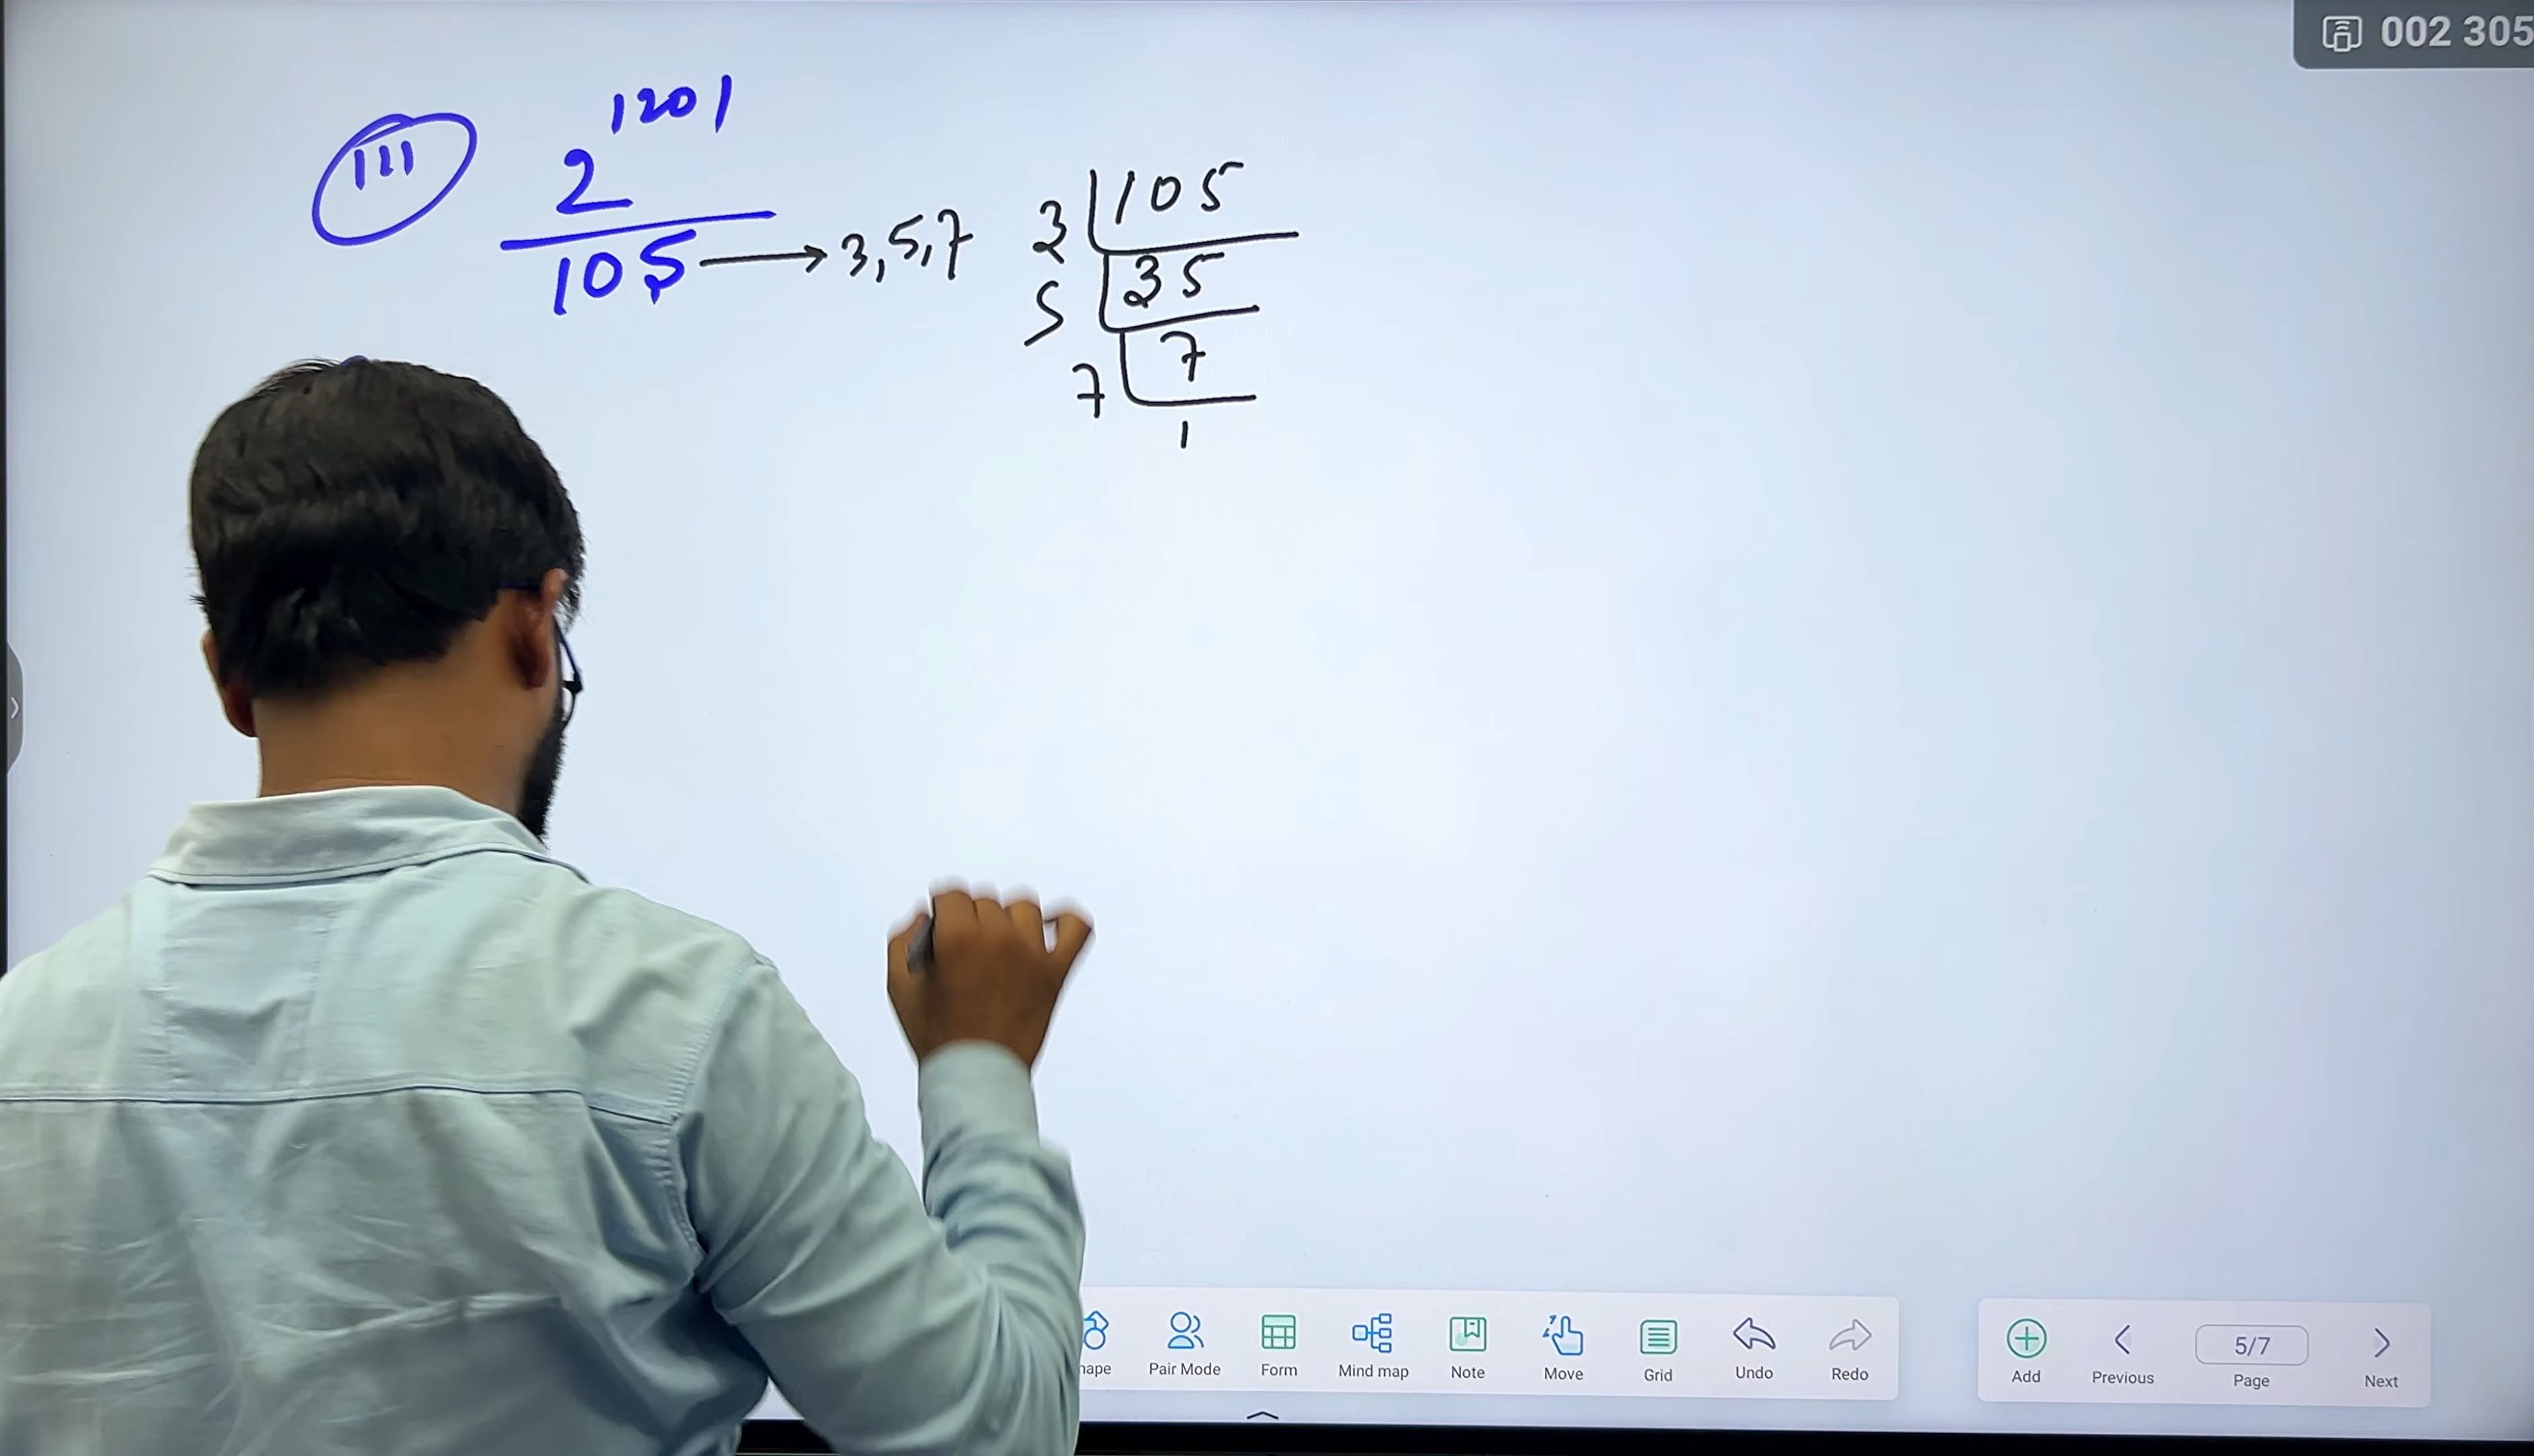 002 305
111
2^1201
105 → 3,5,7
3 | 105
5 | 35
7 | 7
1
hape
Pair Mode
Form
Mind map
Note
Move
Grid
Undo
Redo
Add
Previous
5/7
Page
Next